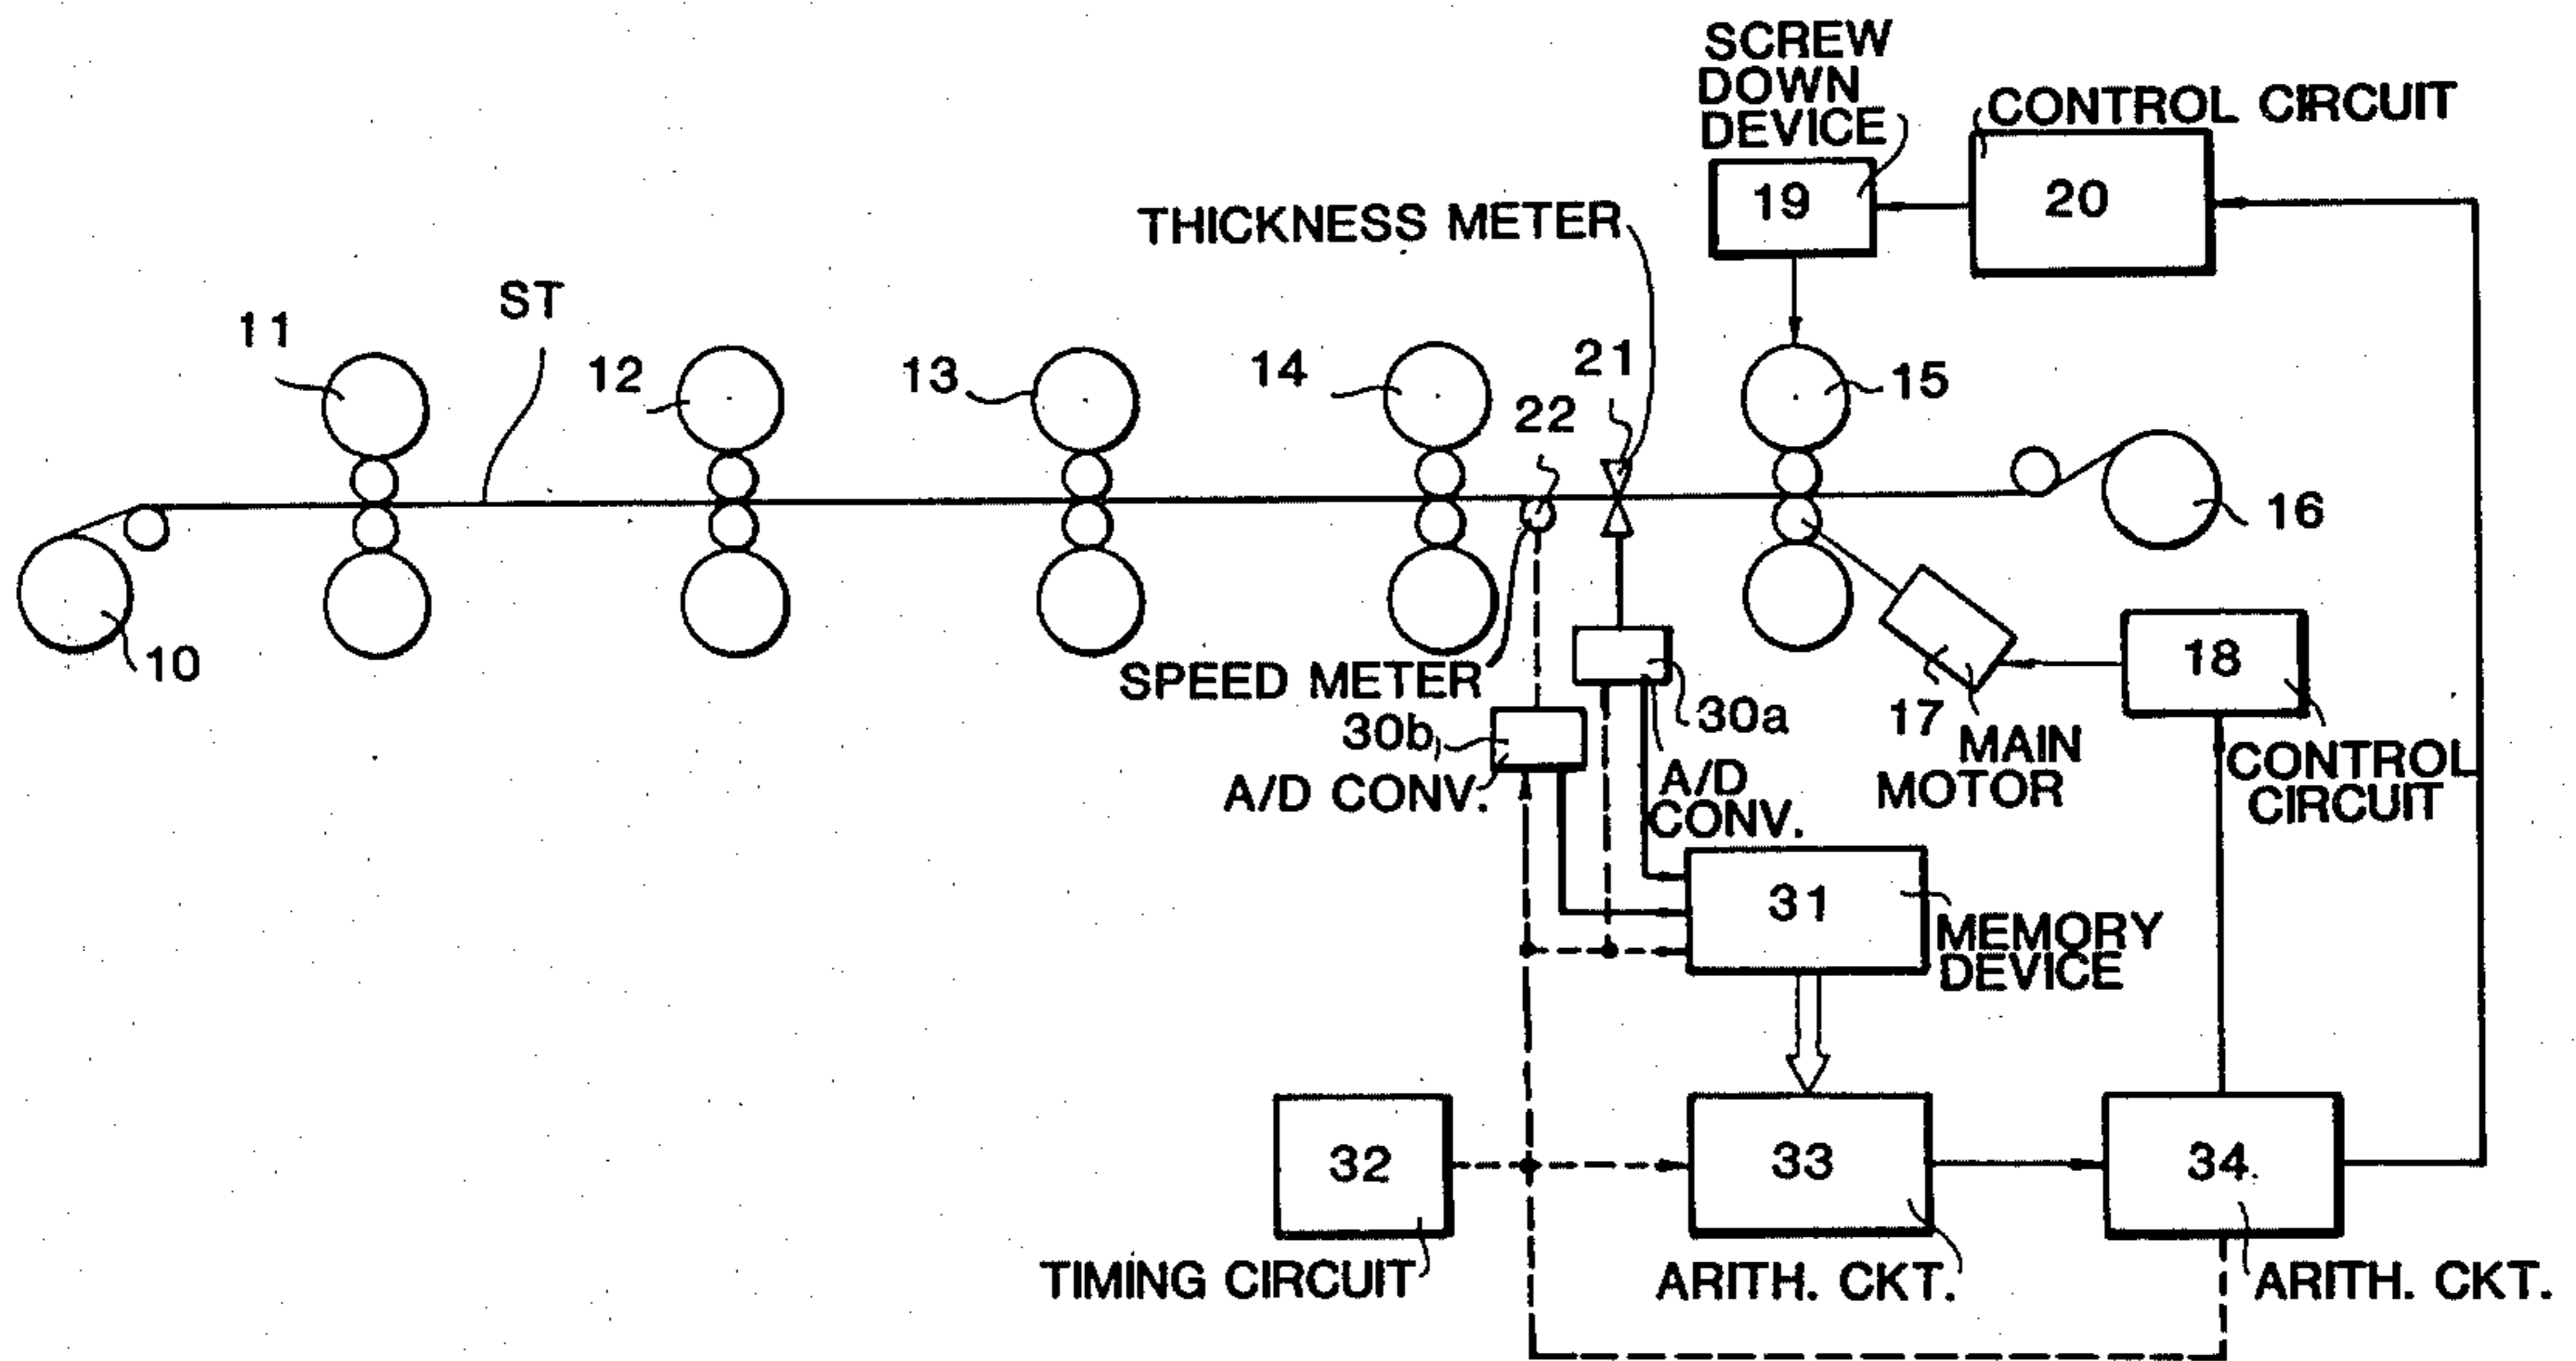 SCREW
DOWN
DEVICE
CONTROL CIRCUIT
19
20
THICKNESS METER
ST
11
12
13
14
21
22
15
16
10
SPEED METER
30b
A/D CONV.
30a
A/D
CONV.
17
MAIN
MOTOR
18
CONTROL
CIRCUIT
31
MEMORY
DEVICE
32
33
34
TIMING CIRCUIT
ARITH. CKT.
ARITH. CKT.